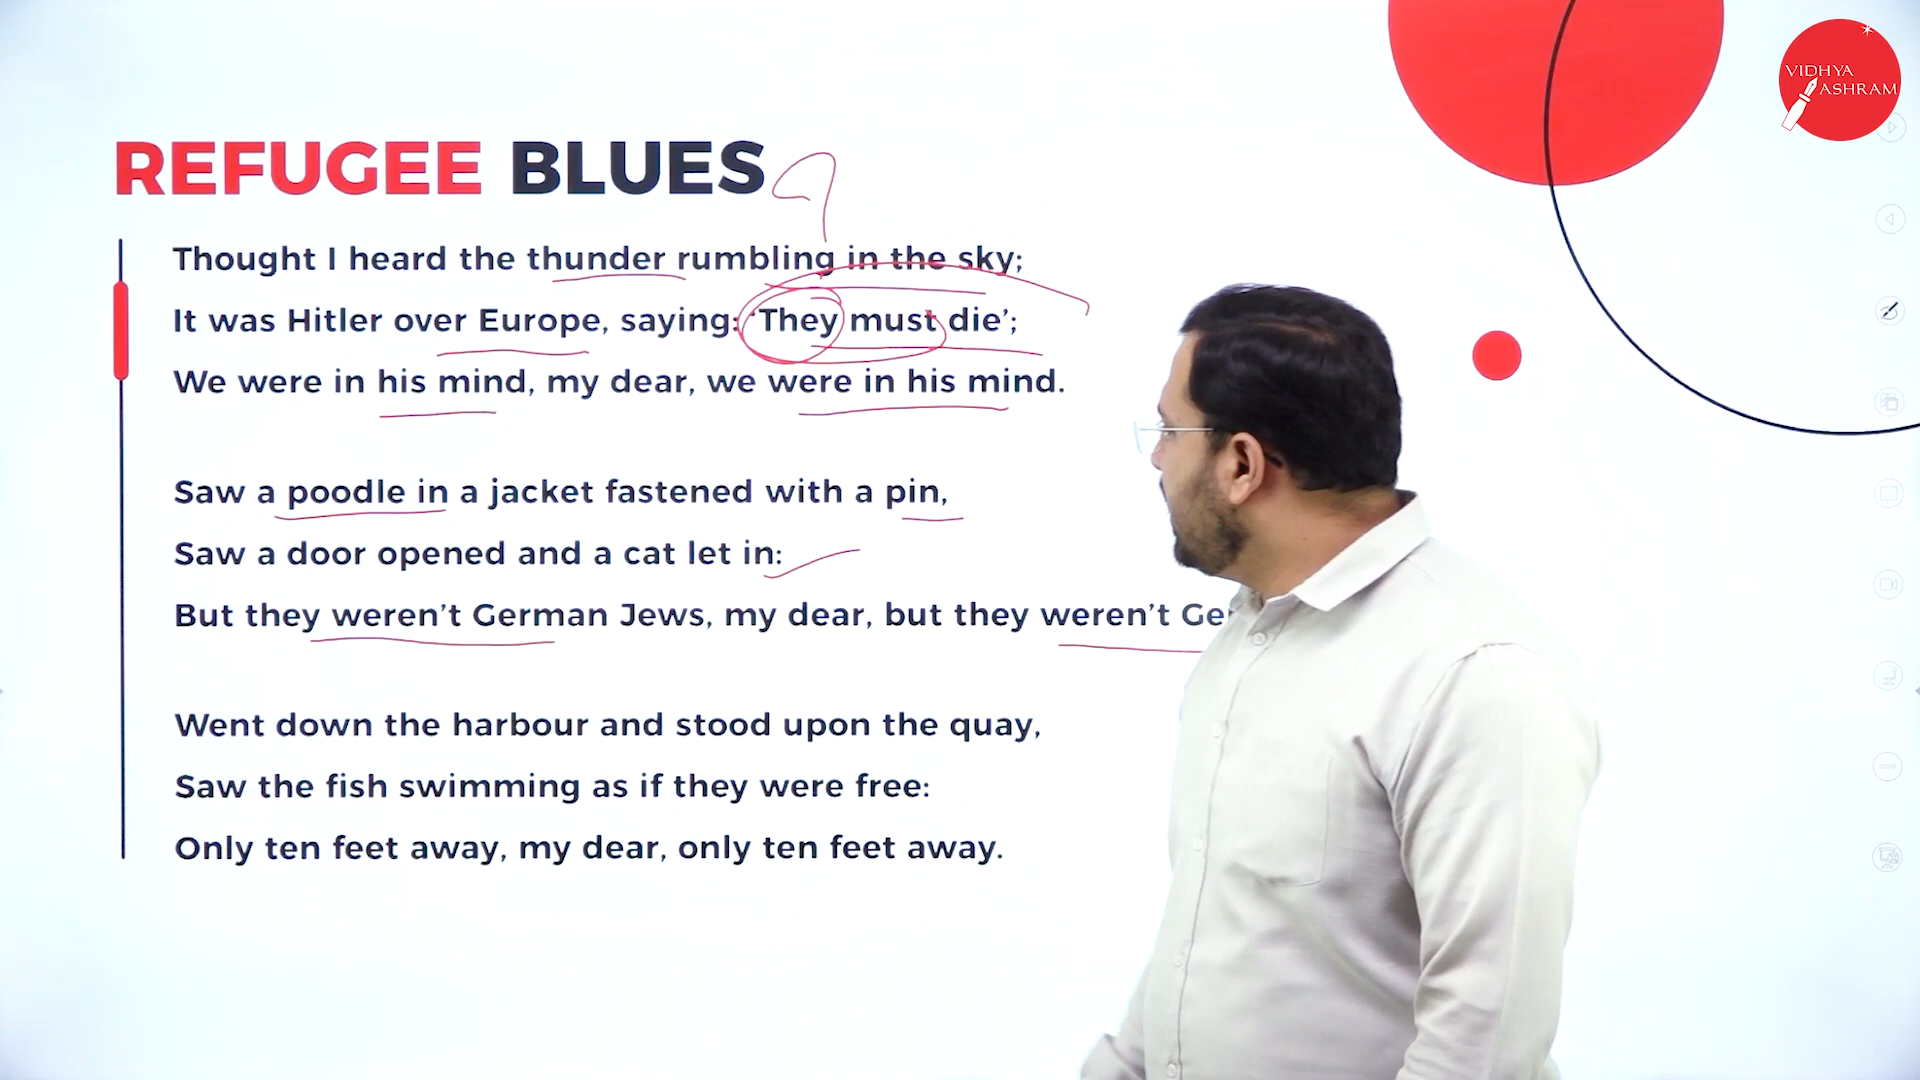 VIDHYA
ASHRAM
REFUGEE BLUES
Thought I heard the thunder rumbling in the sky;
It was Hitler over Europe, saying: ‘They must die’;
We were in his mind, my dear, we were in his mind.
Saw a poodle in a jacket fastened with a pin,
Saw a door opened and a cat let in:
But they weren’t German Jews, my dear, but they weren’t
Went down the harbour and stood upon the quay,
Saw the fish swimming as if they were free:
Only ten feet away, my dear, only ten feet away.